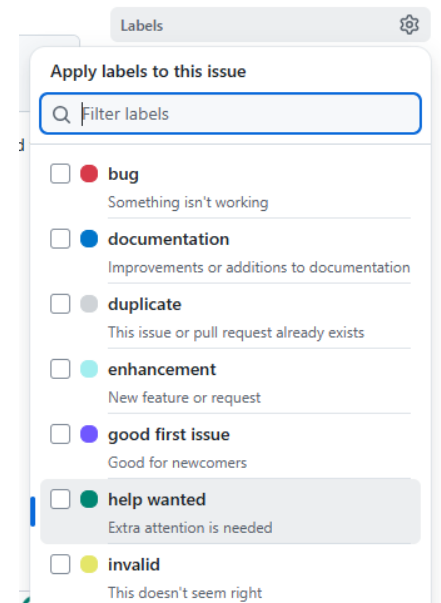 Labels
Apply labels to this issue
Filter labels
d
bug
Something isn't working
documentation
Improvements or additions to documentation
duplicate
This issue or pull request already exists
enhancement
New feature or request
good first issue
Good for newcomers
help wanted
Extra attention is needed
invalid
This doesn't seem right